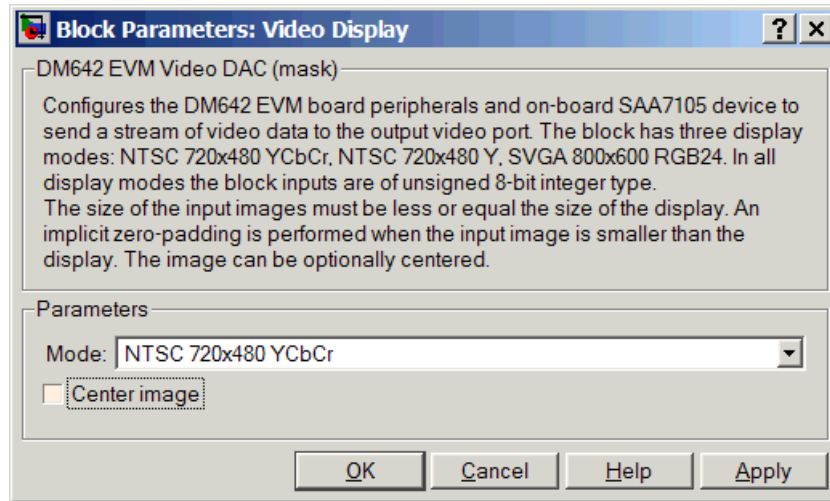 Block Parameters: Video Display
DM642 EVM Video DAC (mask)
Configures the DM642 EVM board peripherals and on-board SAA7105 device to
send a stream of video data to the output video port. The block has three display
modes: NTSC 720x480 YCbCr, NTSC 720x480 Y, SVGA 800x600 RGB24. In all
display modes the block inputs are of unsigned 8-bit integer type.
The size of the input images must be less or equal the size of the display. An
implicit zero-padding is performed when the input image is smaller than the
display. The image can be optionally centered.
Parameters
Mode: NTSC 720x480 YCbCr
Center image
OK Cancel Help Apply